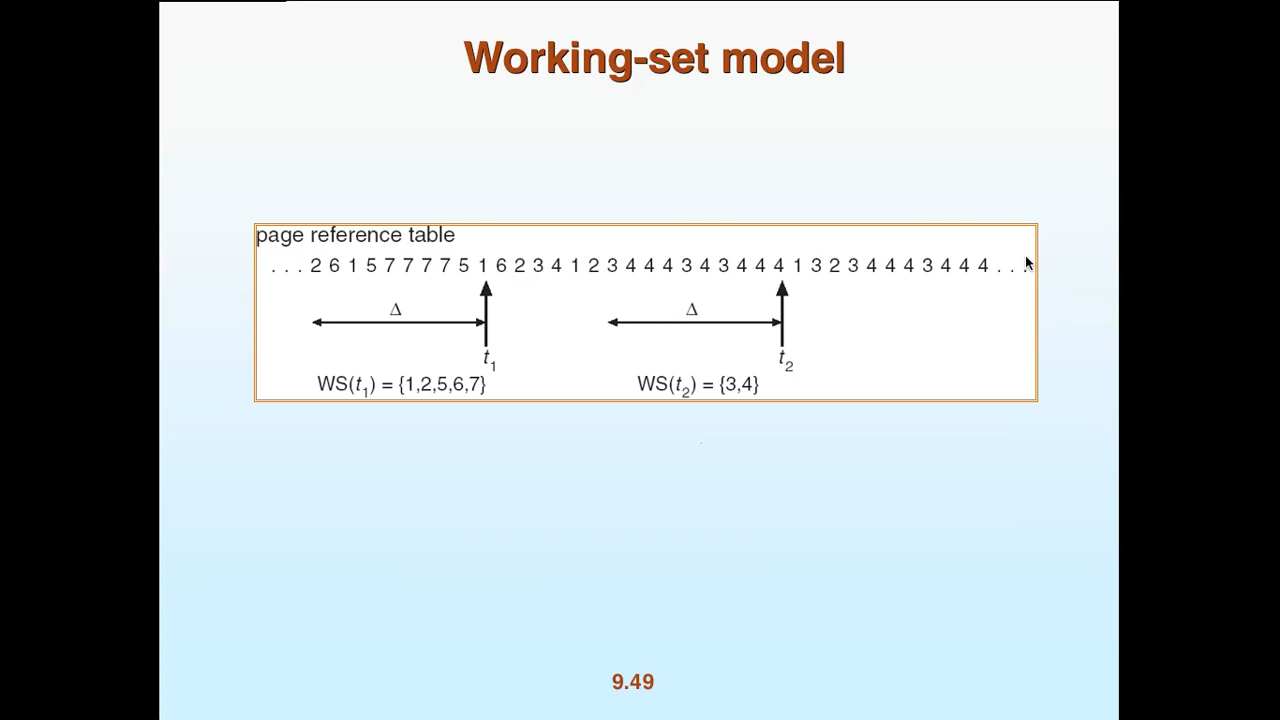 Working-set model
page reference table
. . . 2 6 1 5 7 7 7 7 5 1 6 2 3 4 1 2 3 4 4 4 3 4 3 4 4 4 1 3 2 3 4 4 4 3 4 4 4 . . .
Δ Δ
t1 t2
WS(t1) = {1,2,5,6,7} WS(t2) = {3,4}
9.49